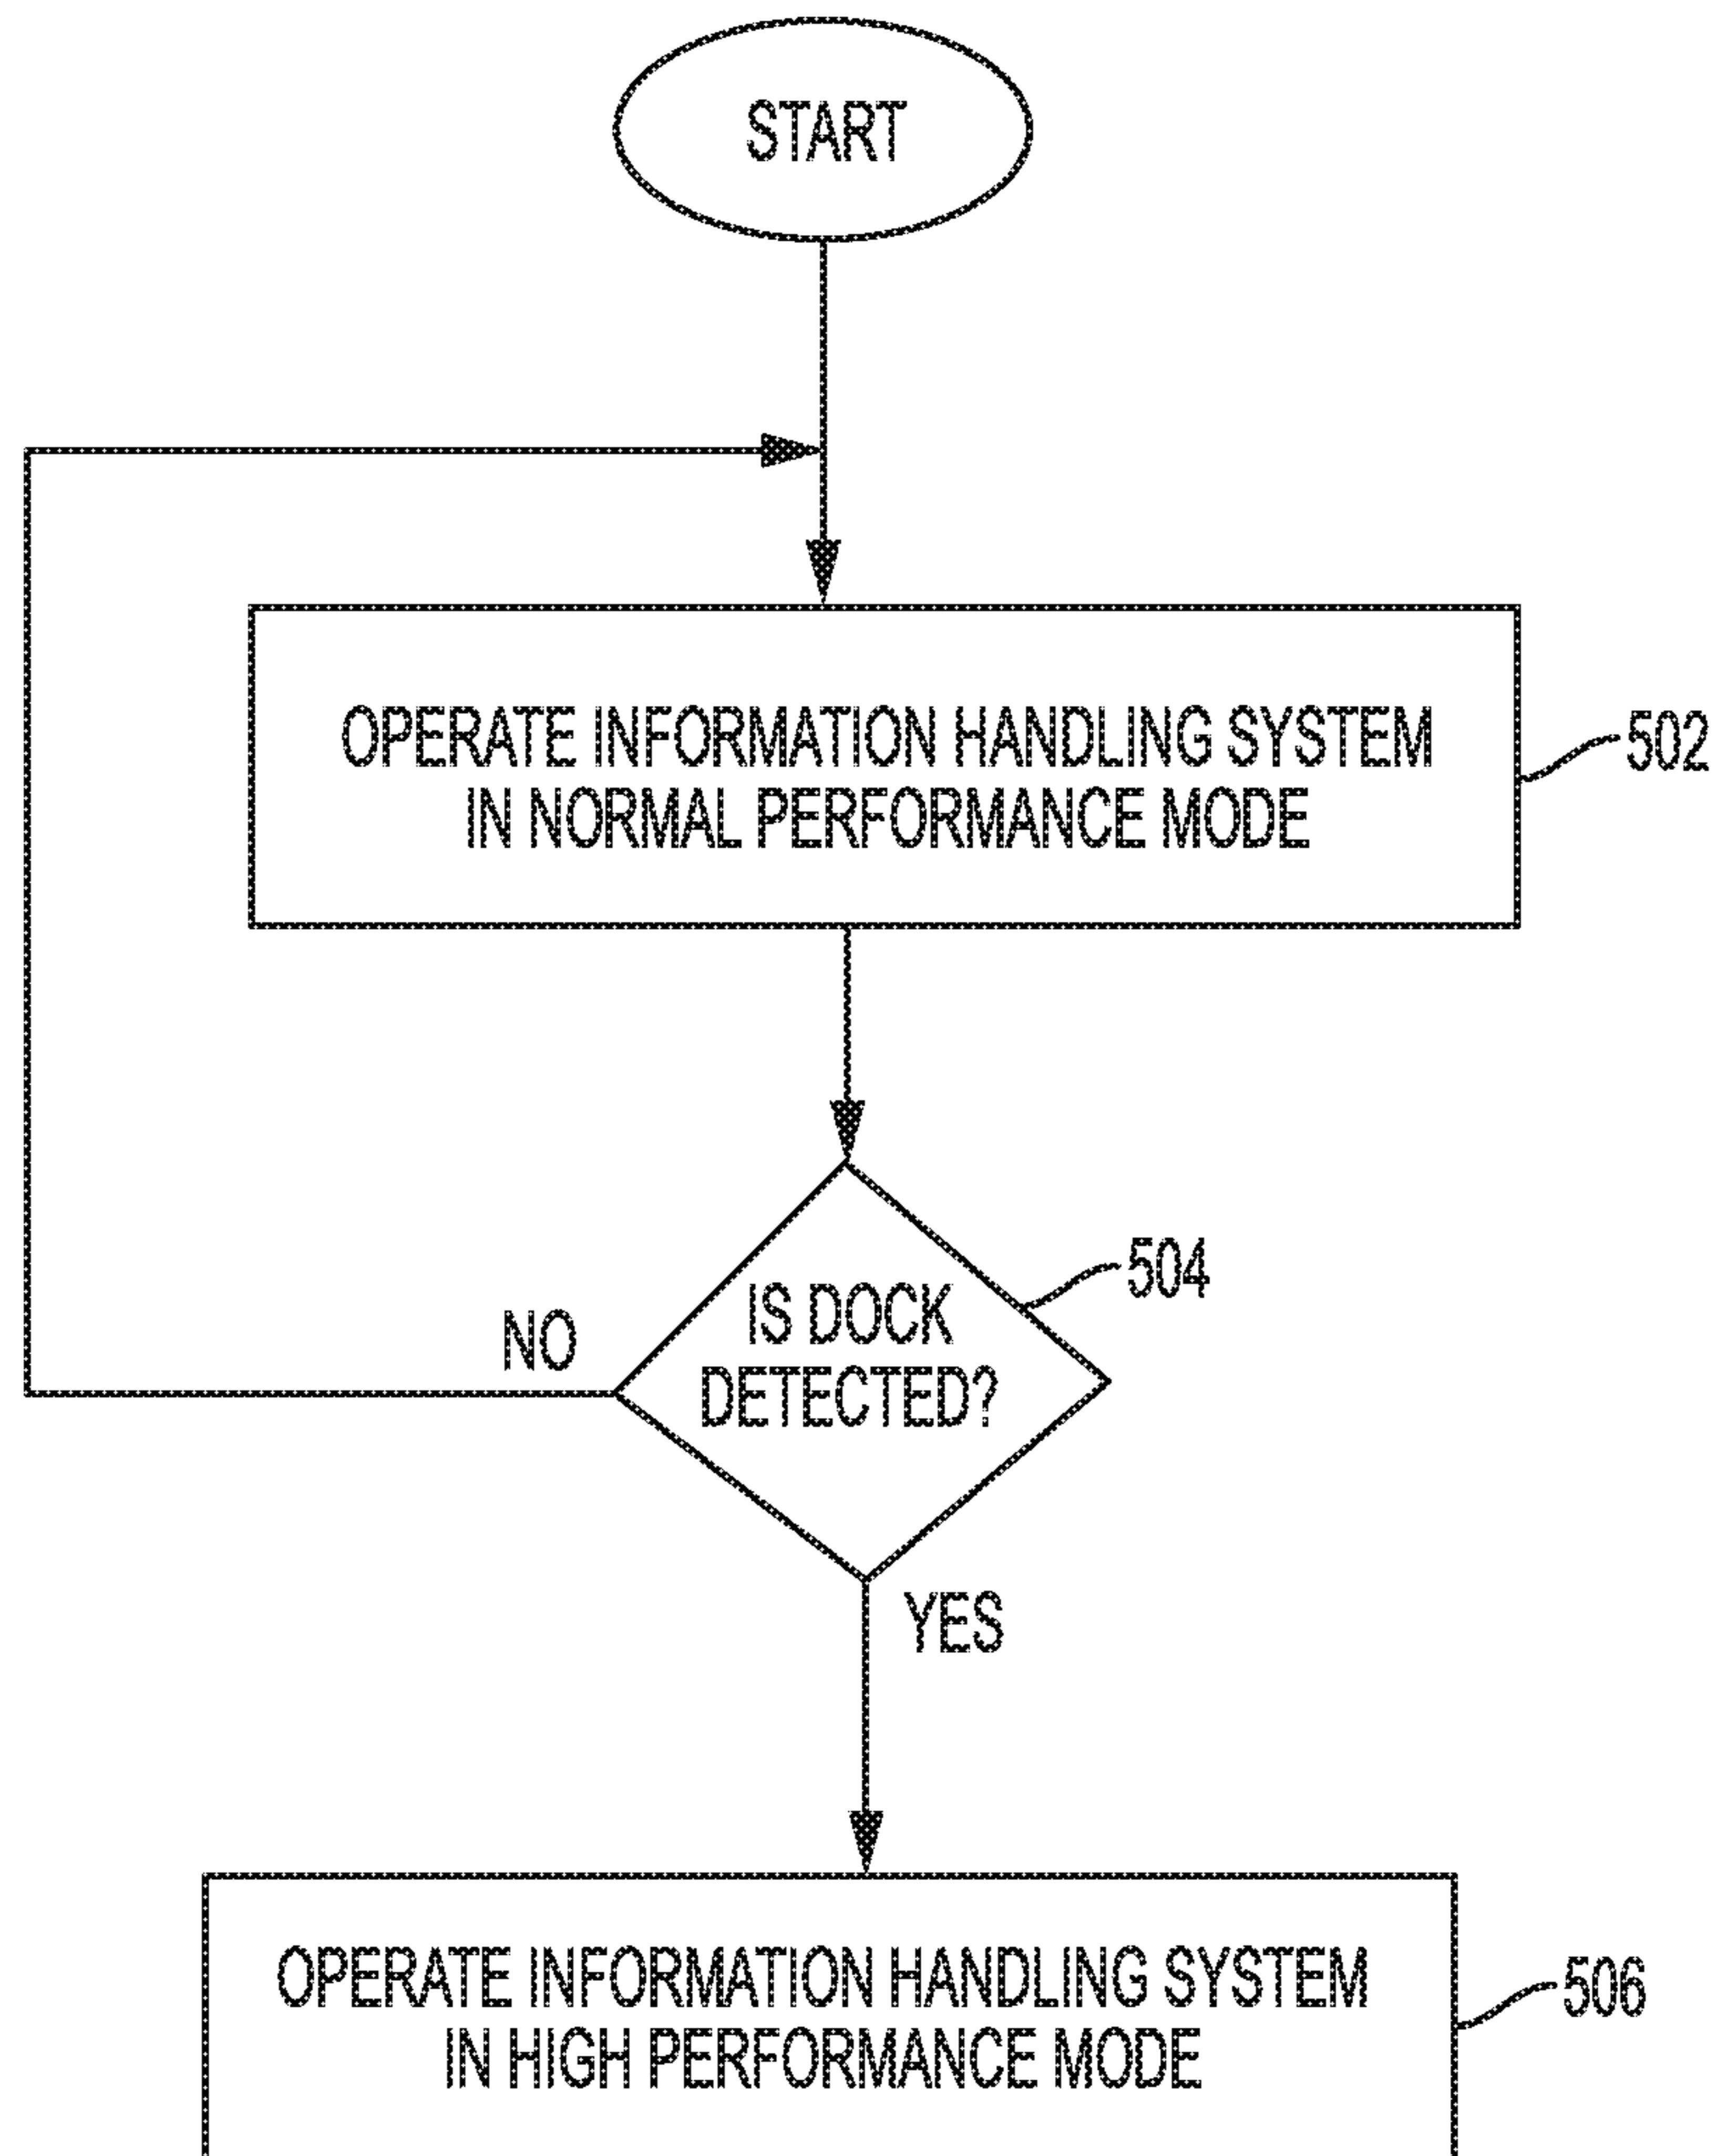 START
OPERATE INFORMATION HANDLING SYSTEM
IN NORMAL PERFORMANCE MODE
502
IS DOCK
DETECTED?
504
NO
YES
OPERATE INFORMATION HANDLING SYSTEM
IN HIGH PERFORMANCE MODE
506